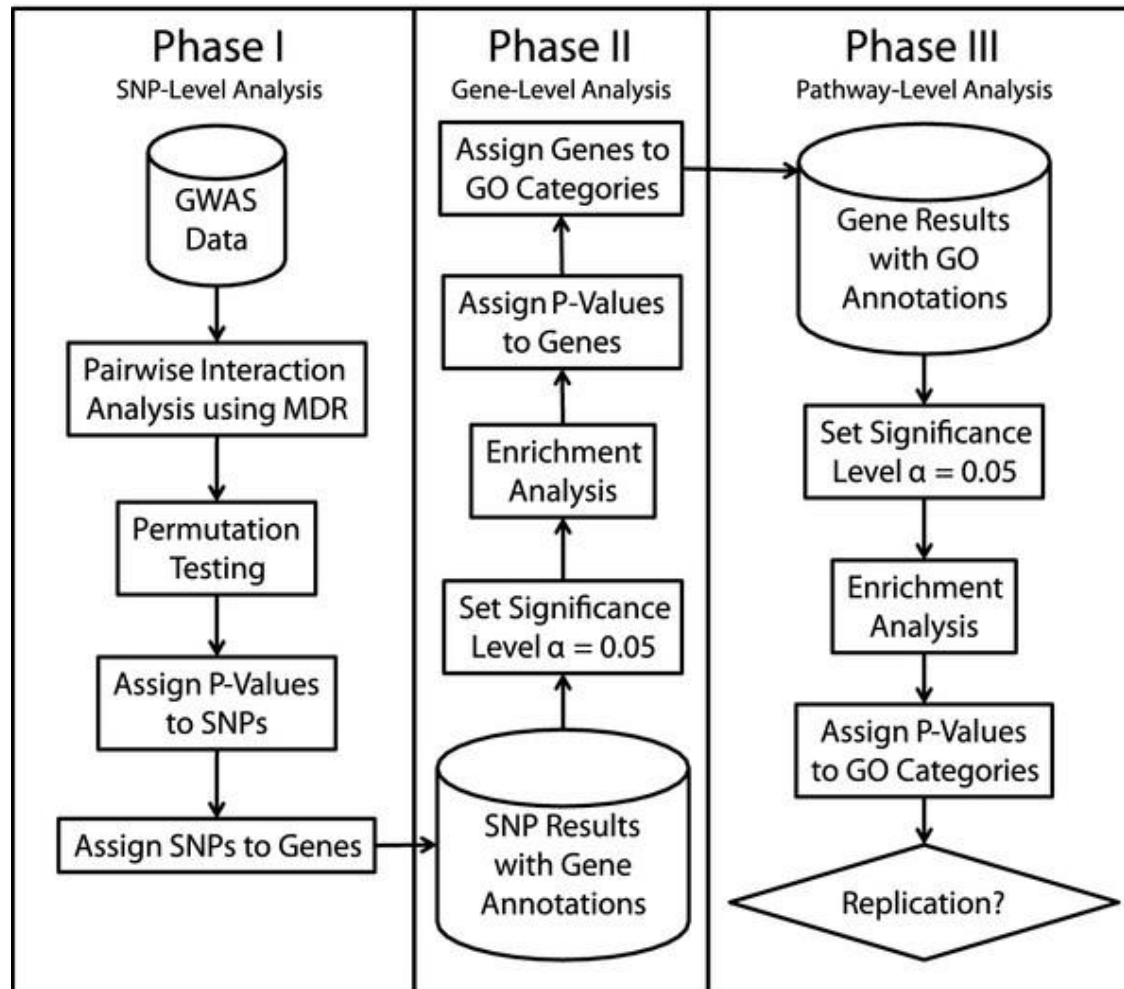 Phase I
SNP-Level Analysis
GWAS
Data
Pairwise Interaction
Analysis using MDR
Permutation
Testing
Assign P-Values
to SNPs
Assign SNPs to Genes
Phase II
Gene-Level Analysis
Assign Genes to
GO Categories
Assign P-Values
to Genes
Enrichment
Analysis
Set Significance
Level α = 0.05
SNP Results
with Gene
Annotations
Phase III
Pathway-Level Analysis
Gene Results
with GO
Annotations
Set Significance
Level α = 0.05
Enrichment
Analysis
Assign P-Values
to GO Categories
Replication?